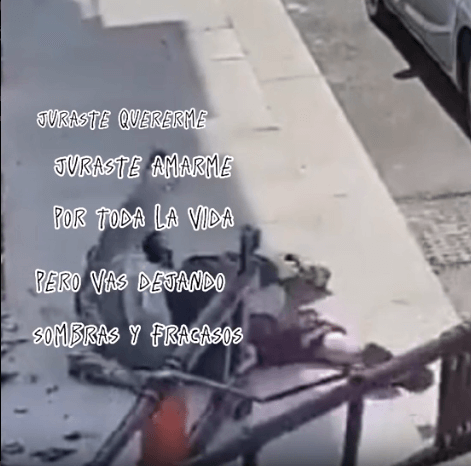 JURASTE QUERERME
JURASTE AMARME
POR TODA LA VIDA
PERO VAS DEJANDO
SOMBRAS Y FRACASOS